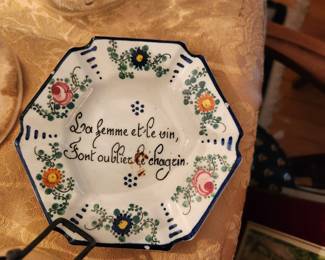 La femme et le vin,
Font oublier le chagrin.